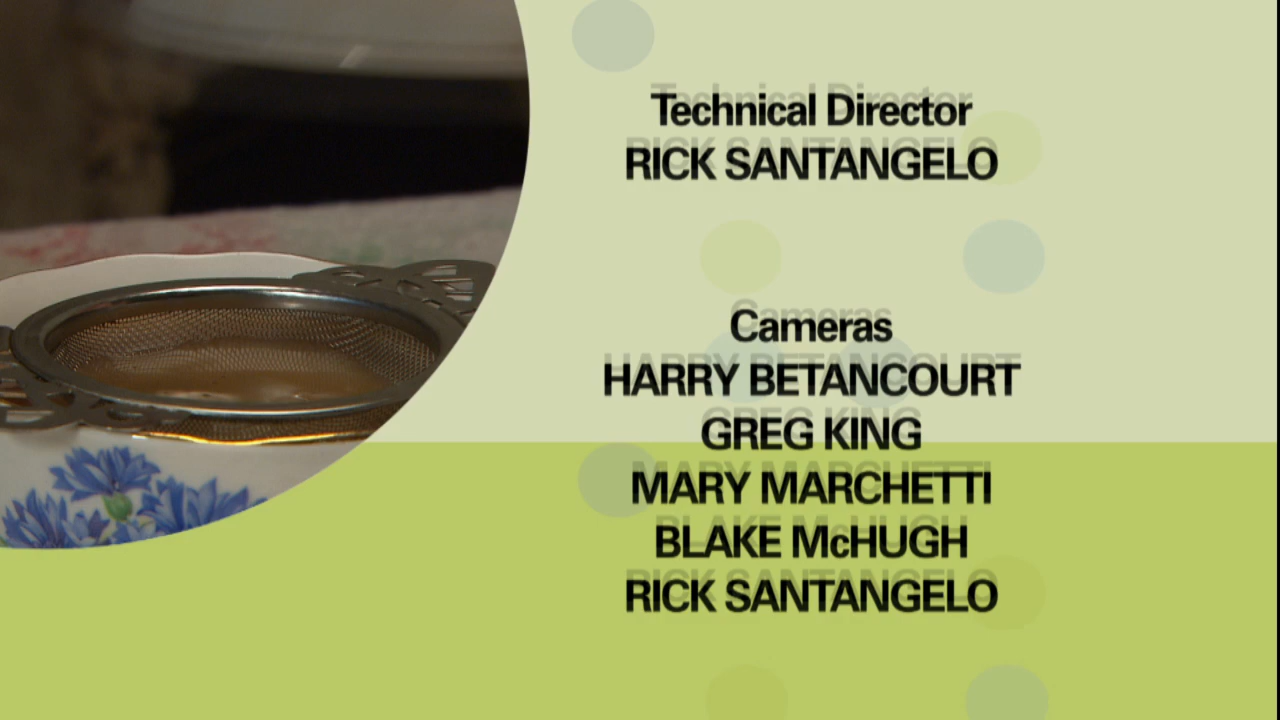 Technical Director
RICK SANTANGELO
Cameras
HARRY BETANCOURT
GREG KING
MARY MARCHETTI
BLAKE McHUGH
RICK SANTANGELO